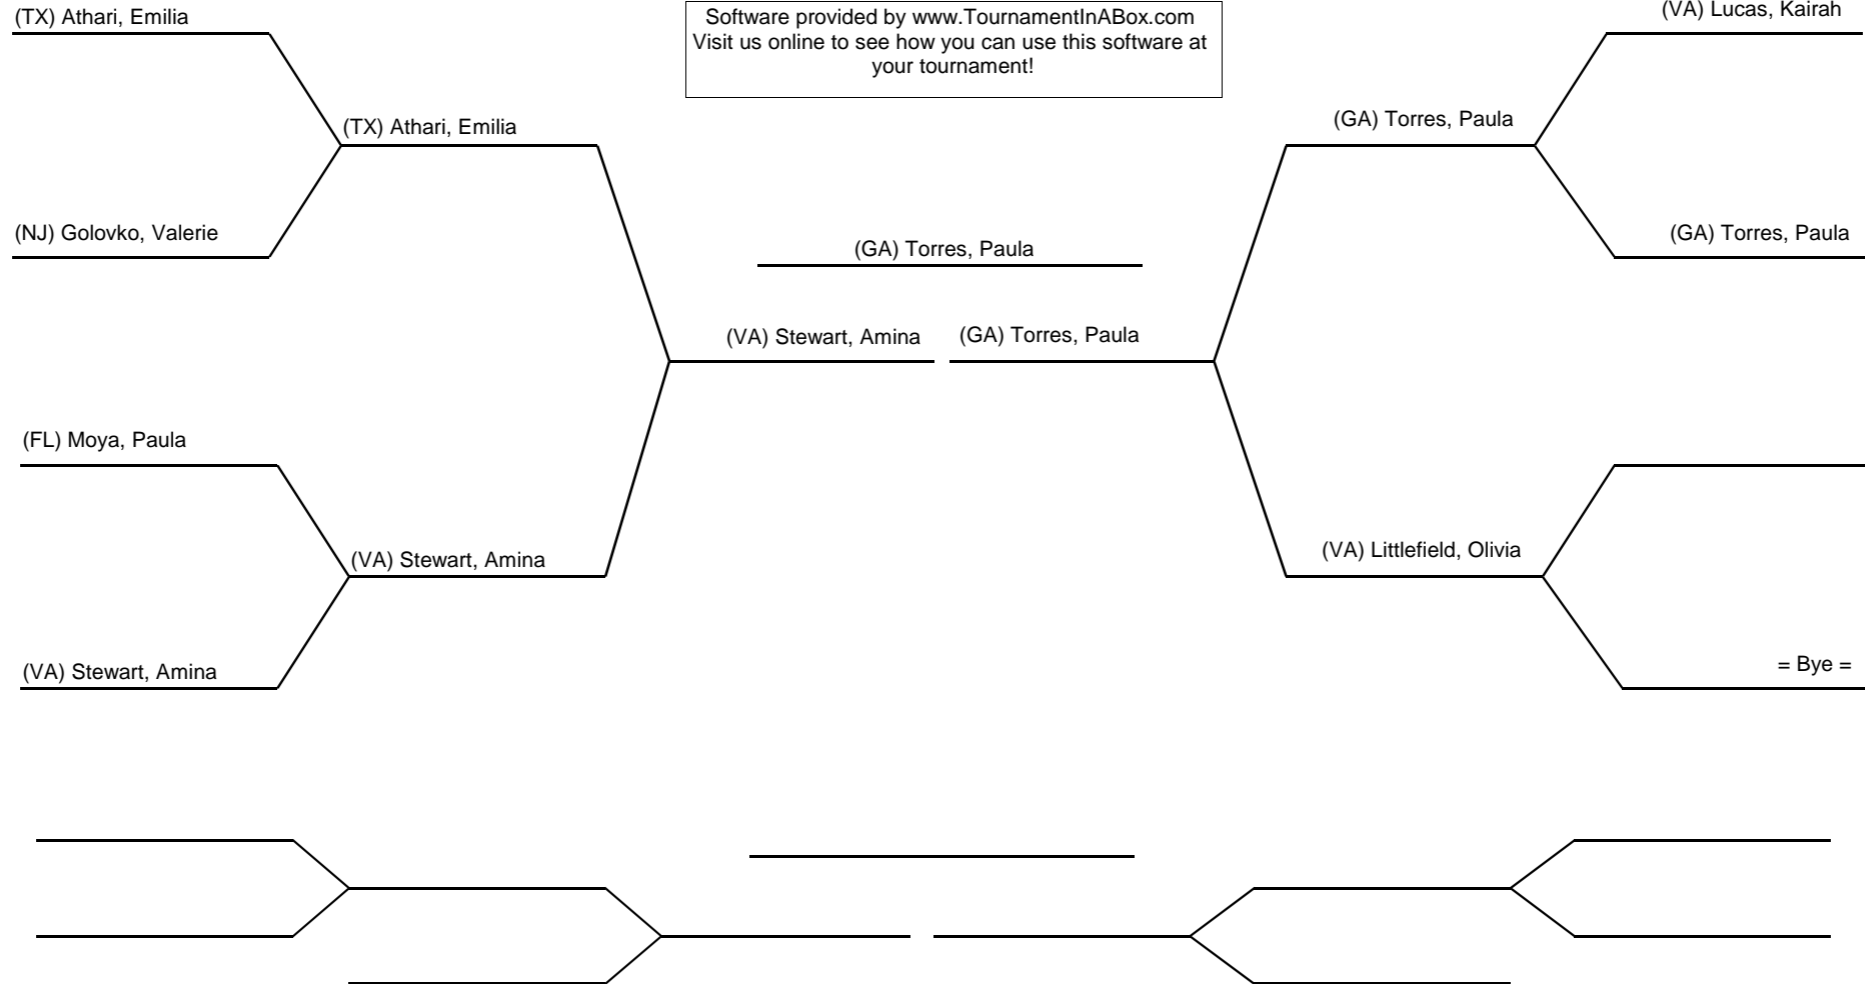 (TX) Athari, Emilia
Software provided by www.TournamentInABox.com
Visit us online to see how you can use this software at
your tournament!
(VA) Lucas, Kairah
(TX) Athari, Emilia
(GA) Torres, Paula
(NJ) Golovko, Valerie
(GA) Torres, Paula
(GA) Torres, Paula
(VA) Stewart, Amina
(GA) Torres, Paula
(FL) Moya, Paula
(VA) Stewart, Amina
(VA) Littlefield, Olivia
(VA) Stewart, Amina
= Bye =